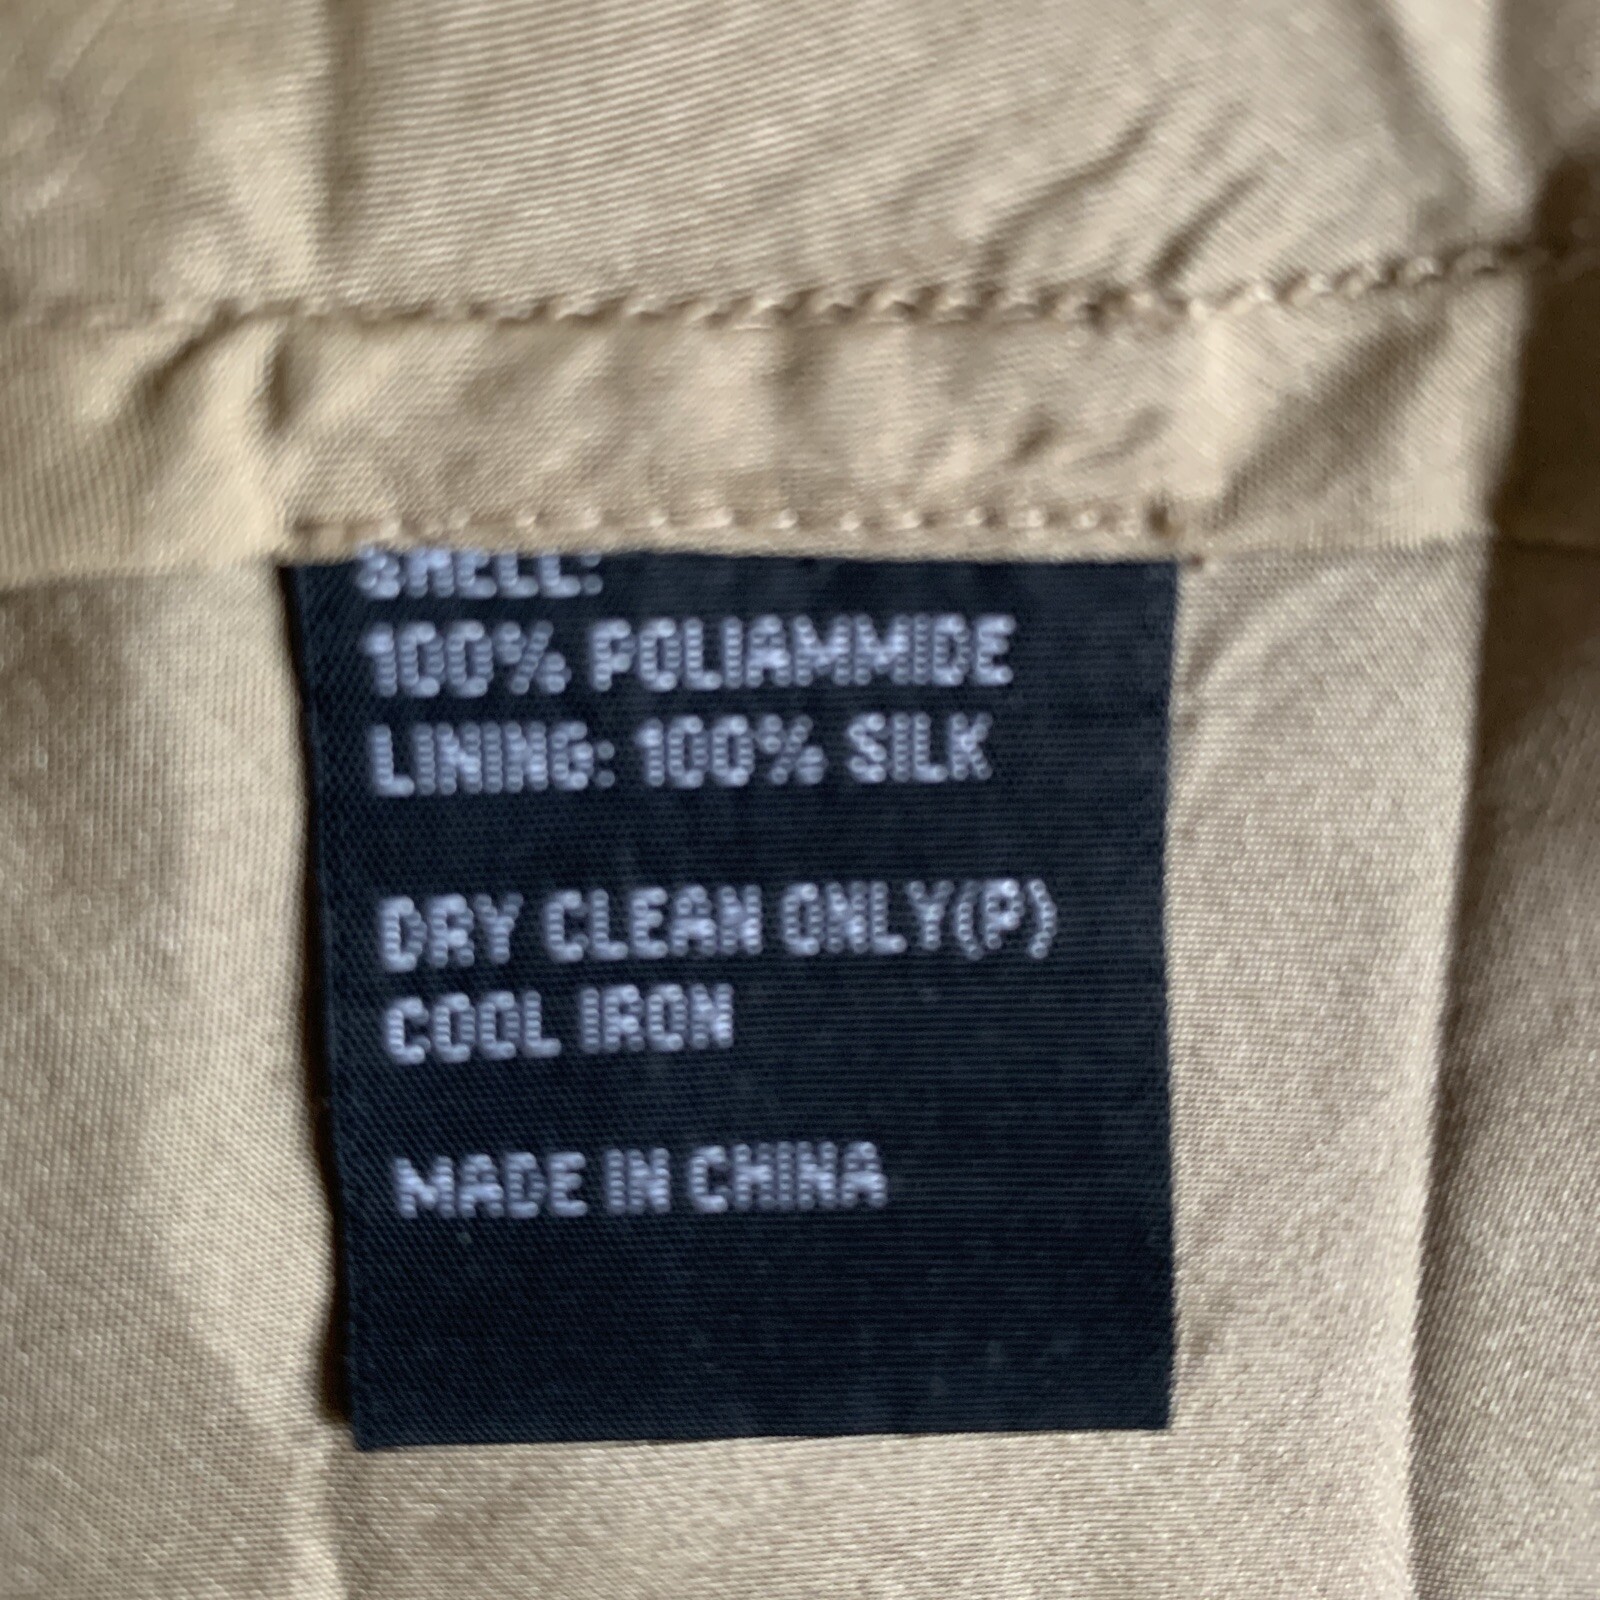 SHELL:
100% POLIAMMIDE
LINING: 100% SILK
DRY CLEAN ONLY(P)
COOL IRON
MADE IN CHINA